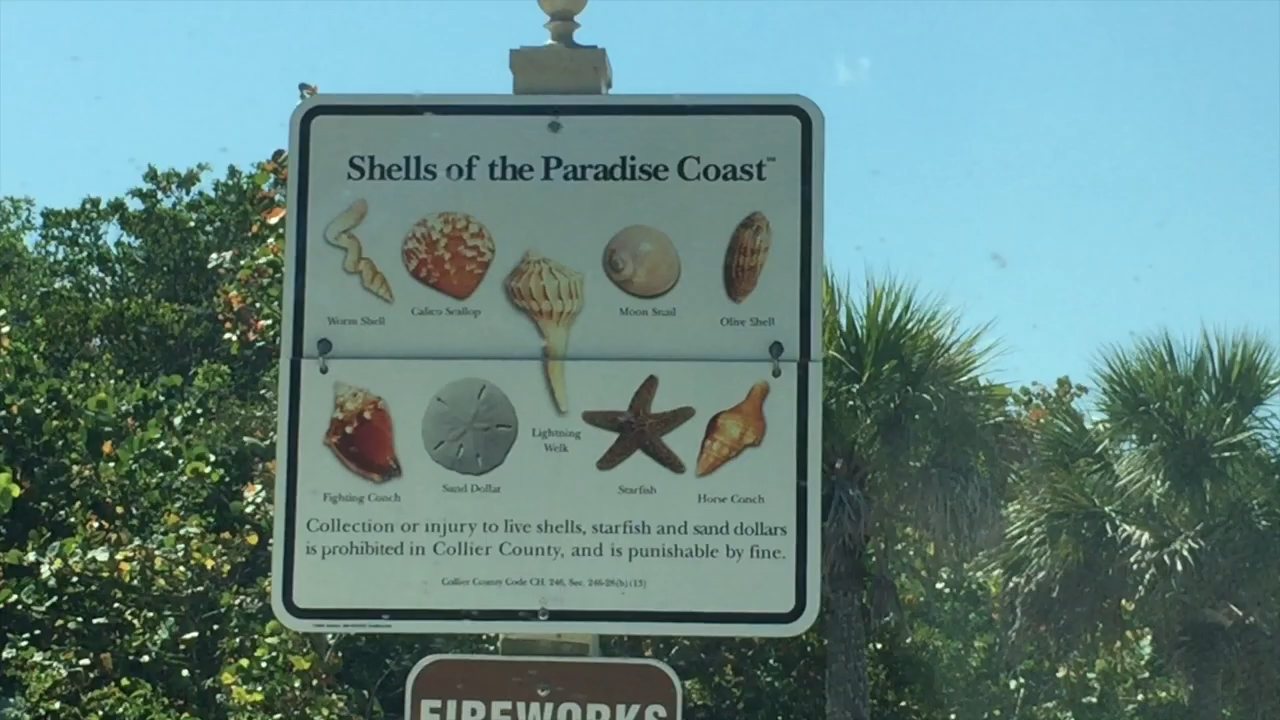 Shells of the Paradise Coast™
Worm Shell
Calico Scallop
Moon Snail
Olive Shell
Lightning
Welk
Fighting Conch
Sand Dollar
Starfish
Horse Conch
Collection or injury to live shells, starfish and sand dollars
is prohibited in Collier County, and is punishable by fine.
Collier County Code CH. 246, Sec. 246-28(b)(13)
FIREWORKS